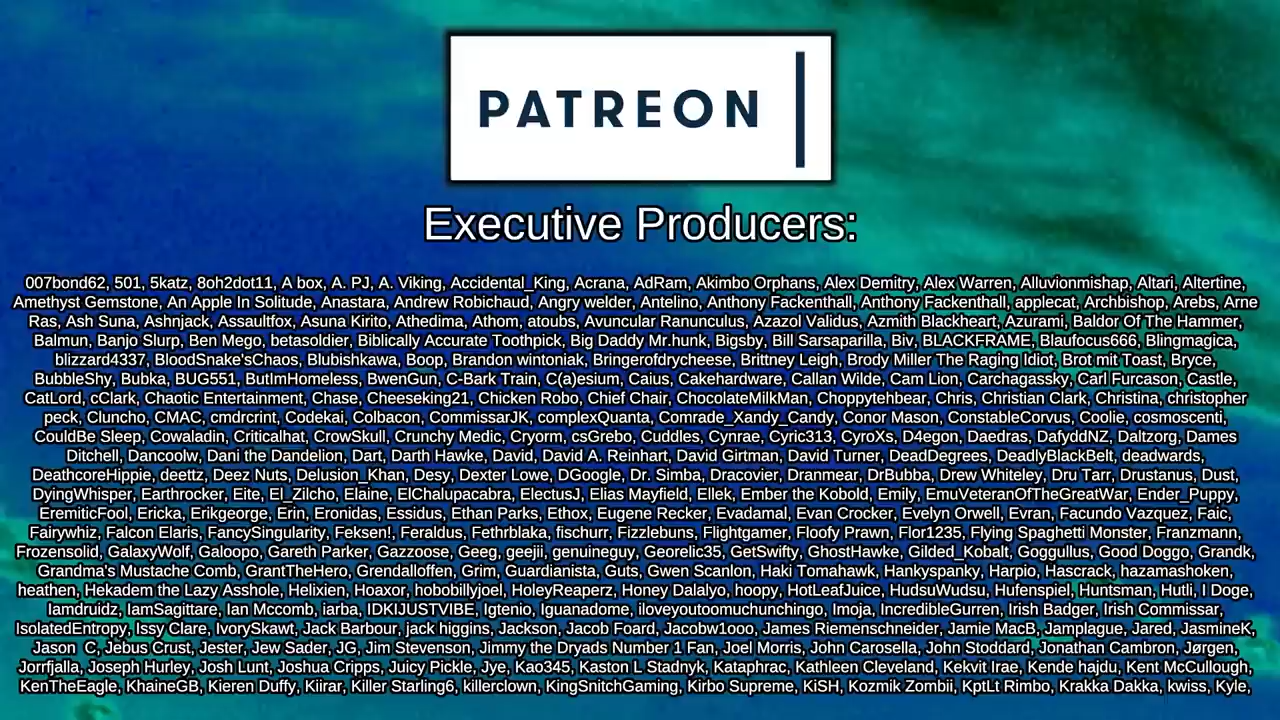 PATREON
Executive Producers:
007bond62, 501, 5katz, 8oh2dot11, A box, A. PJ, A. Viking, Accidental_King, Acrana, AdRam, Akimbo Orphans, Alex Demitry, Alex Warren, Alluvionmishap, Altari, Altertine,
Amethyst Gemstone, An Apple In Solitude, Anastara, Andrew Robichaud, Angry welder, Antelino, Anthony Fackenthall, Anthony Fackenthall, applecat, Archbishop, Arebs, Arne
Ras, Ash Suna, Ashnjack, Assaultfox, Asuna Kirito, Athedima, Athom, atoubs, Avuncular Ranunculus, Azazol Validus, Azmith Blackheart, Azurami, Baldor Of The Hammer,
Balmun, Banjo Slurp, Ben Mego, betasoldier, Biblically Accurate Toothpick, Big Daddy Mr.hunk, Bigsby, Bill Sarsaparilla, Biv, BLACKFRAME, Blaufocus666, Blingmagica,
blizzard4337, BloodSnake'sChaos, Blubishkawa, Boop, Brandon wintoniak, Bringerofdrycheese, Brittney Leigh, Brody Miller The Raging Idiot, Brot mit Toast, Bryce,
BubbleShy, Bubka, BUG551, ButImHomeless, BwenGun, C-Bark Train, C(a)esium, Caius, Cakehardware, Callan Wilde, Cam Lion, Carchagassky, Carl Furcason, Castle,
CatLord, cClark, Chaotic Entertainment, Chase, Cheeseking21, Chicken Robo, Chief Chair, ChocolateMilkMan, Choppytehbear, Chris, Christian Clark, Christina, christopher
peck, Cluncho, CMAC, cmdrcrint, Codekai, Colbacon, CommissarJK, complexQuanta, Comrade_Xandy_Candy, Conor Mason, ConstableCorvus, Coolie, cosmoscenti,
CouldBe Sleep, Cowaladin, Criticalhat, CrowSkull, Crunchy Medic, Cryorm, csGrebo, Cuddles, Cynrae, Cyric313, CyroXs, D4egon, Daedras, DafyddNZ, Daltzorg, Dames
Ditchell, Dancoolw, Dani the Dandelion, Dart, Darth Hawke, David, David A. Reinhart, David Girtman, David Turner, DeadDegrees, DeadlyBlackBelt, deadwards,
DeathcoreHippie, deettz, Deez Nuts, Delusion_Khan, Desy, Dexter Lowe, DGoogle, Dr. Simba, Dracovier, Dranmear, DrBubba, Drew Whiteley, Dru Tarr, Drustanus, Dust,
DyingWhisper, Earthrocker, Eite, El_Zilcho, Elaine, ElChalupacabra, ElectusJ, Elias Mayfield, Ellek, Ember the Kobold, Emily, EmuVeteranOfTheGreatWar, Ender_Puppy,
EremiticFool, Ericka, Erikgeorge, Erin, Eronidas, Essidus, Ethan Parks, Ethox, Eugene Recker, Evadamal, Evan Crocker, Evelyn Orwell, Evran, Facundo Vazquez, Faic,
Fairywhiz, Falcon Elaris, FancySingularity, Feksen!, Feraldus, Fethrblaka, fischurr, Fizzlebuns, Flightgamer, Floofy Prawn, Flor1235, Flying Spaghetti Monster, Franzmann,
Frozensolid, GalaxyWolf, Galoopo, Gareth Parker, Gazzoose, Geeg, geejii, genuineguy, Georelic35, GetSwifty, GhostHawke, Gilded_Kobalt, Goggullus, Good Doggo, Grandk,
Grandma's Mustache Comb, GrantTheHero, Grendalloffen, Grim, Guardianista, Guts, Gwen Scanlon, Haki Tomahawk, Hankyspanky, Harpio, Hascrack, hazamashoken,
heathen, Hekadem the Lazy Asshole, Helixien, Hoaxor, hobobillyjoel, HoleyReaperz, Honey Dalalyo, hoopy, HotLeafJuice, HudsuWudsu, Hufenspiel, Huntsman, Hutli, I Doge,
Iamdruidz, IamSagittare, Ian Mccomb, iarba, IDKIJUSTVIBE, Igtenio, Iguanadome, iloveyoutoomuchunchingo, Imoja, IncredibleGurren, Irish Badger, Irish Commissar,
IsolatedEntropy, Issy Clare, IvorySkawt, Jack Barbour, jack higgins, Jackson, Jacob Foard, Jacobw1ooo, James Riemenschneider, Jamie MacB, Jamplague, Jared, JasmineK,
Jason  C, Jebus Crust, Jester, Jew Sader, JG, Jim Stevenson, Jimmy the Dryads Number 1 Fan, Joel Morris, John Carosella, John Stoddard, Jonathan Cambron, Jørgen,
Jorrfjalla, Joseph Hurley, Josh Lunt, Joshua Cripps, Juicy Pickle, Jye, Kao345, Kaston L Stadnyk, Kataphrac, Kathleen Cleveland, Kekvit Irae, Kende hajdu, Kent McCullough,
KenTheEagle, KhaineGB, Kieren Duffy, Kiirar, Killer Starling6, killerclown, KingSnitchGaming, Kirbo Supreme, KiSH, Kozmik Zombii, KptLt Rimbo, Krakka Dakka, kwiss, Kyle,